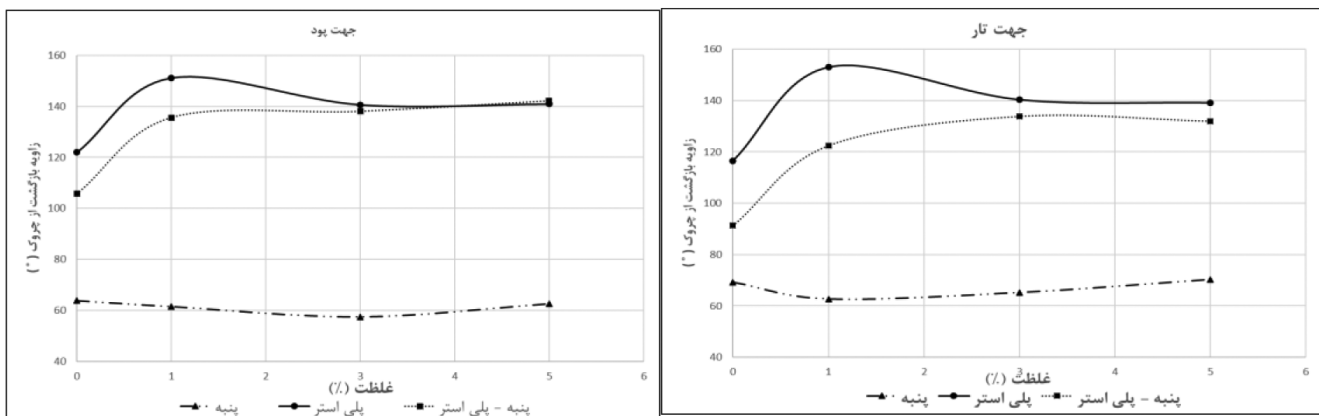 جهت پود
160
140
120
100
80
60
40
0 1 2 3 4 5 6
زاویه بازگشت از چروک (°)
غلظت (٪)
پنبه پلی استر پنبه - پلی استر
جهت تار
160
140
120
100
80
60
40
0 1 2 3 4 5 6
زاویه بازگشت از چروک (°)
غلظت (٪)
پنبه پلی استر پنبه - پلی استر